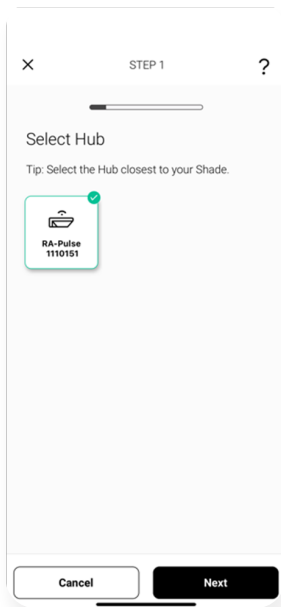 STEP 1
?
Select Hub
Tip: Select the Hub closest to your Shade.
RA-Pulse
1110151
Cancel
Next